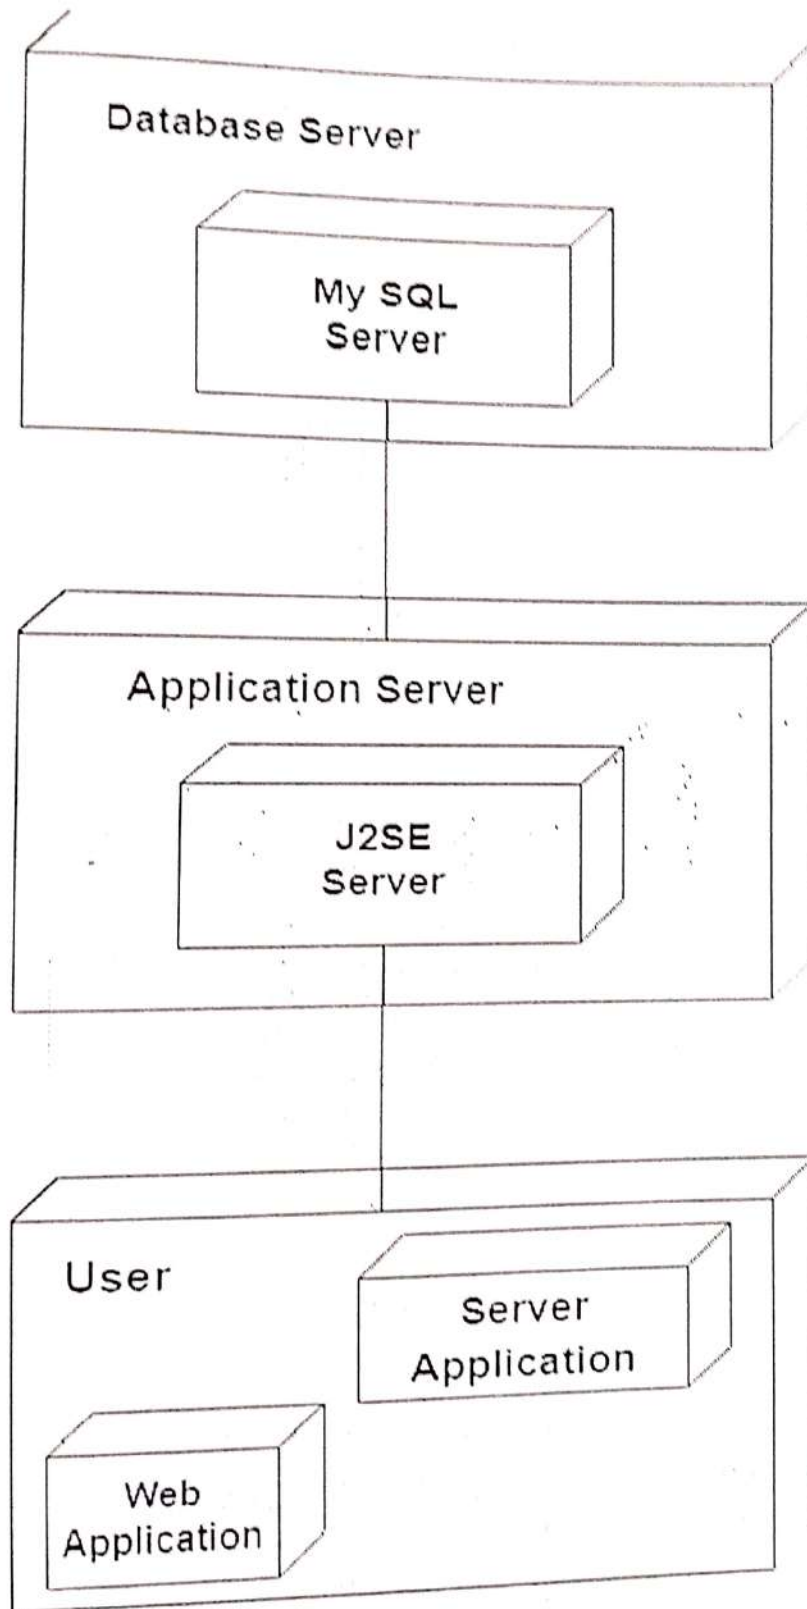 Database Server
My SQL
Server
Application Server
J2SE
Server
User
Server
Application
Web
Application